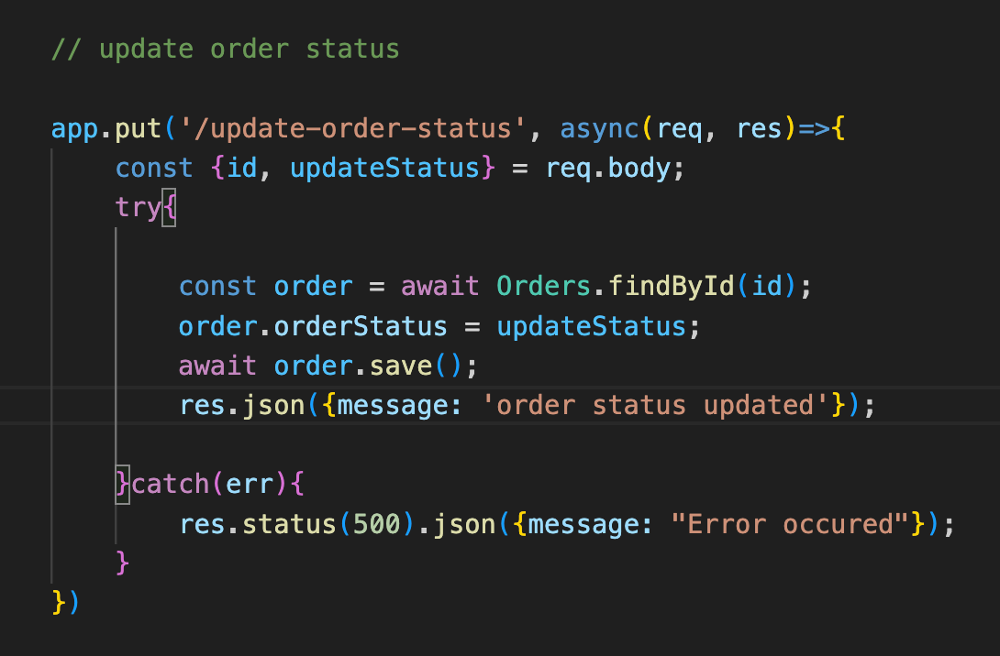 // update order status
app.put('/update-order-status', async(req, res)=>{
const {id, updateStatus} = req.body;
try{
const order = await Orders.findById(id);
order.orderStatus = updateStatus;
await order.save();
res.json({message: 'order status updated'});
}catch(err){
res.status(500).json({message: "Error occured"});
}
})